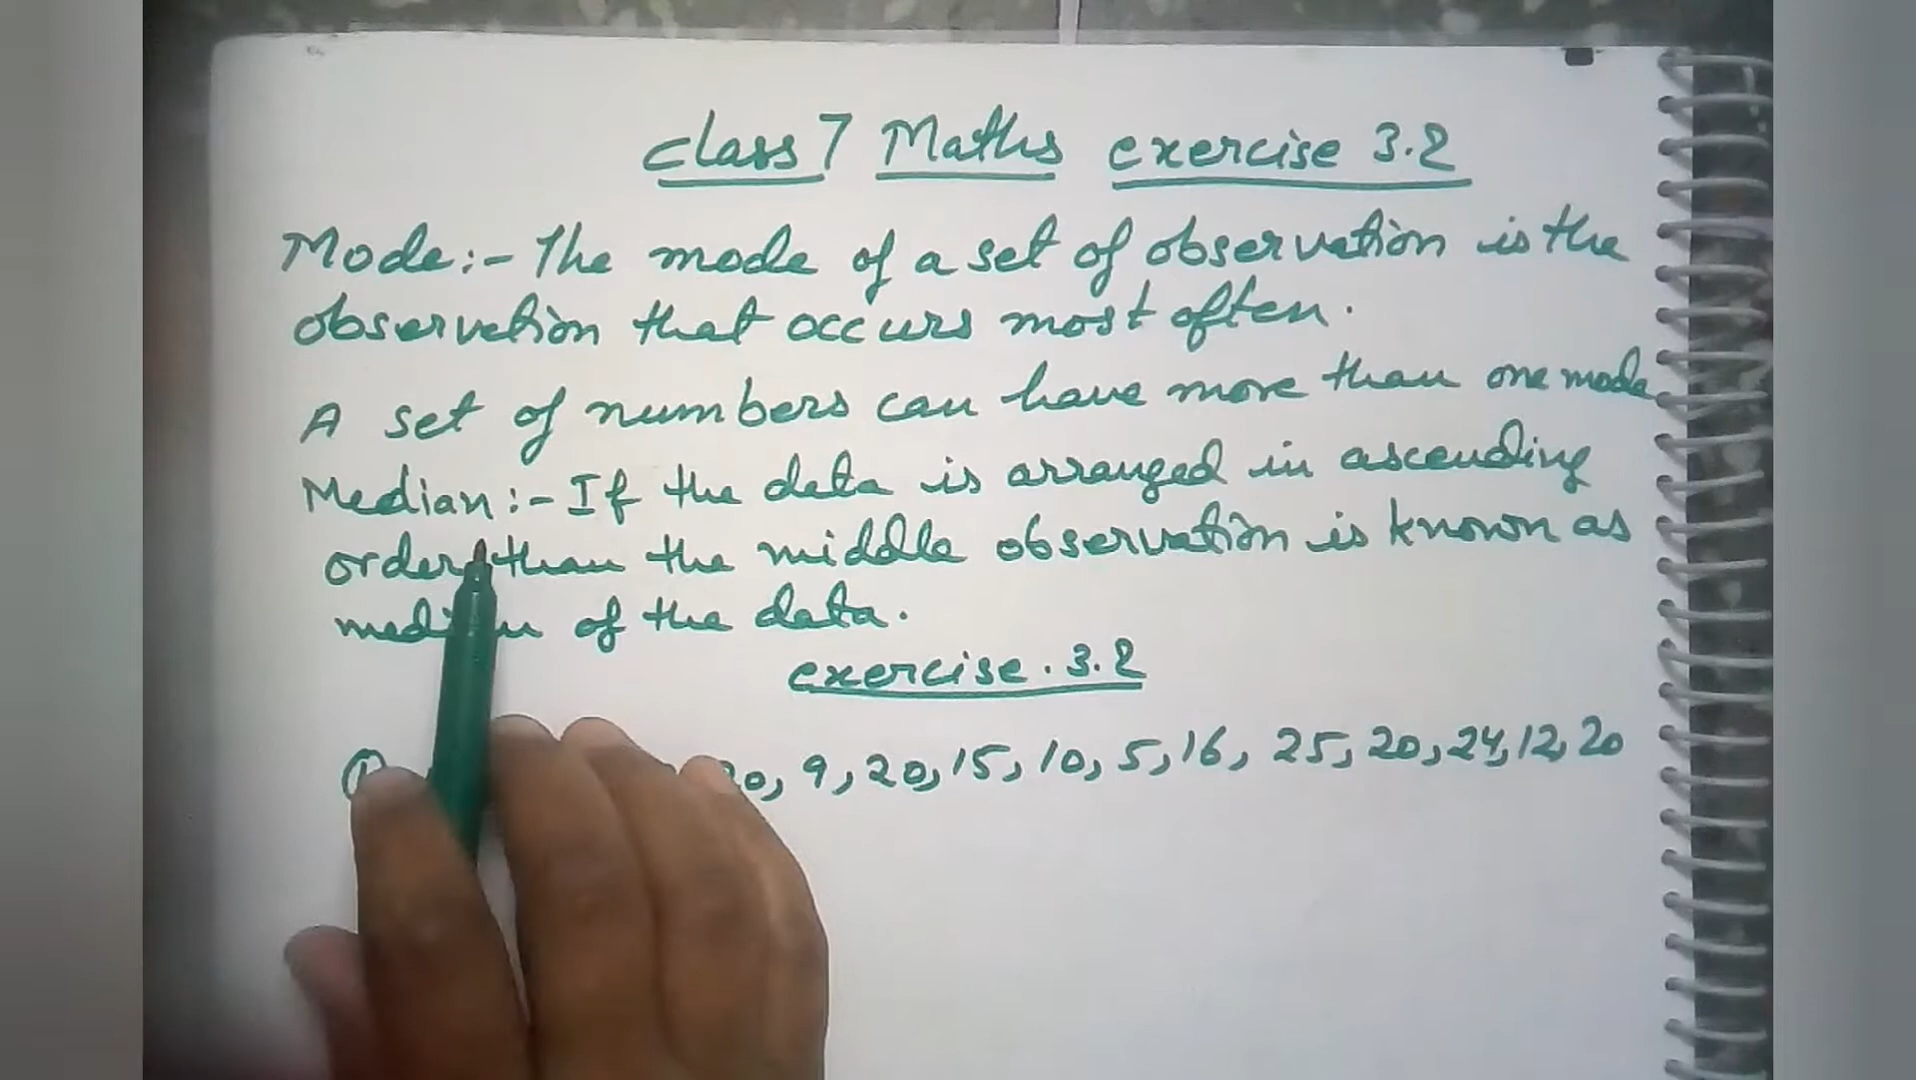 class 7 Maths exercise 3.2
Mode:- The mode of a set of observation is the
observation that occurs most often.
A set of numbers can have more than one mode
Median:- If the data is arranged in ascending
order than the middle observation is known as
of the data.
exercise. 3.2
① 9, 20, 15, 10, 5, 16, 25, 20, 24, 12, 20